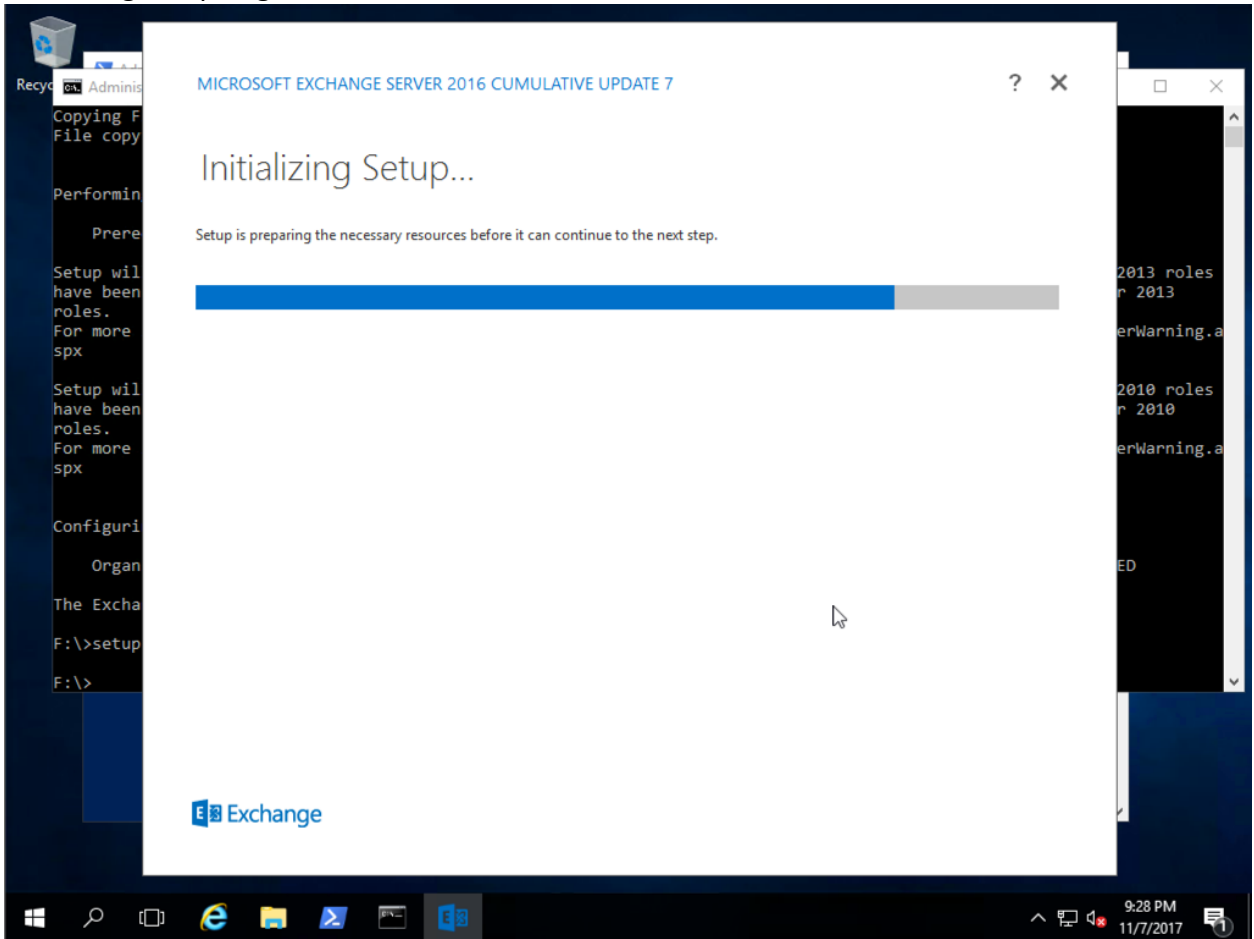 Recyc
Adminis
MICROSOFT EXCHANGE SERVER 2016 CUMULATIVE UPDATE 7
?
Initializing Setup...
Setup is preparing the necessary resources before it can continue to the next step.
Exchange
Copying F
File copy
Performin
Prere
Setup wil
2013 roles
have been
r 2013
roles.
For more
erWarning.a
spx
Setup wil
2010 roles
have been
r 2010
roles.
For more
erWarning.a
spx
Configuri
Organ
ED
The Excha
F:\>setup
F:\>
9:28 PM
11/7/2017
1